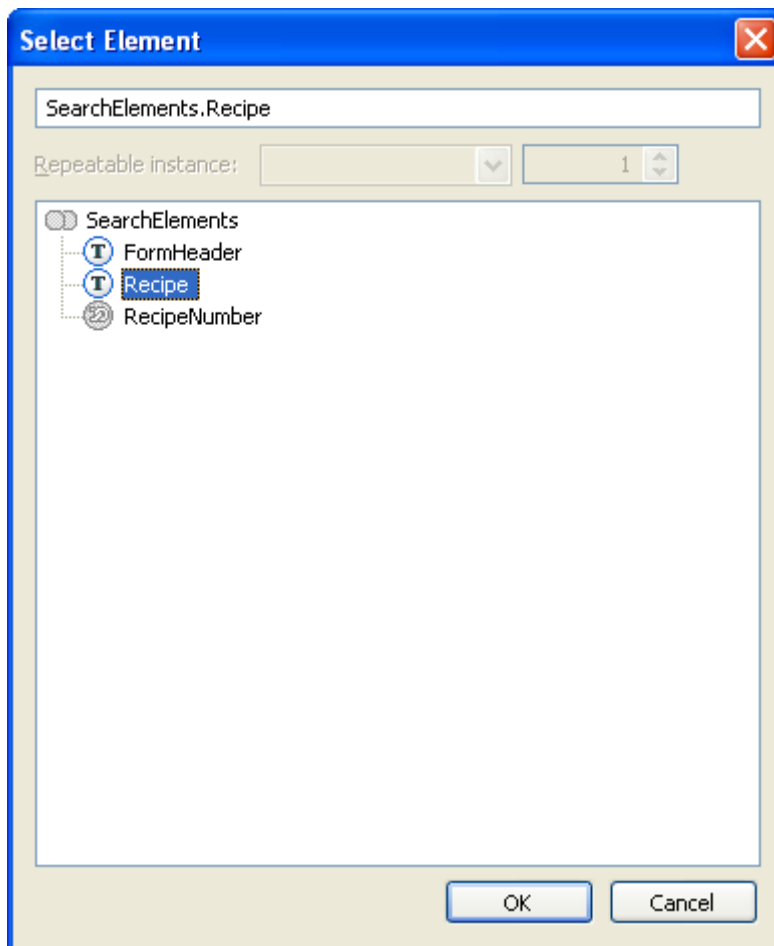 Select Element
SearchElements.Recipe
Repeatable instance: 1
SearchElements
T FormHeader
T Recipe
RecipeNumber
OK Cancel